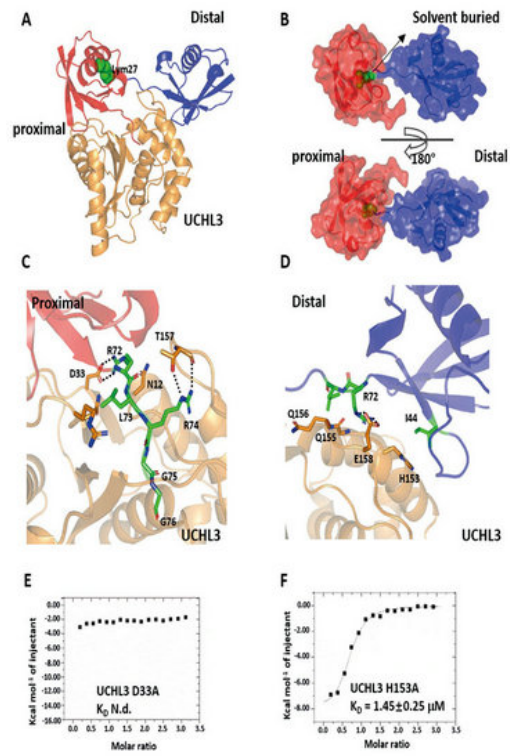 A
Distal
Lym27
proximal
UCHL3
B
Solvent buried
proximal
180°
Distal
C
Proximal
R72
T157
D33
N12
L73
R74
G75
G76
UCHL3
D
Distal
R72
I44
Q156
Q155
E158
H153
UCHL3
E
Kcal mol⁻¹ of injectant
0.00
-2.00
-4.00
-6.00
-8.00
-10.00
-12.00
-14.00
-16.00
UCHL3 D33A
K_D N.d.
0.0 0.5 1.0 1.5 2.0 2.5 3.0 3.5
Molar ratio
F
Kcal mol⁻¹ of injectant
0.00
-2.00
-4.00
-6.00
-8.00
UCHL3 H153A
K_D = 1.45±0.25 μM
0.0 0.5 1.0 1.5 2.0 2.5 3.0 3.5
Molar ratio